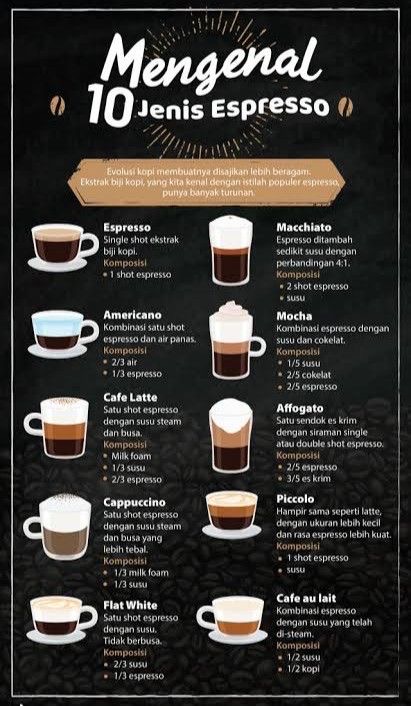 Mengenal
10 Jenis Espresso
Evolusi kopi membuatnya disajikan lebih beragam.
Ekstrak biji kopi, yang kita kenal dengan istilah populer espresso,
punya banyak turunan.
Espresso
Single shot ekstrak
biji kopi.
Komposisi
• 1 shot espresso
Americano
Kombinasi satu shot
espresso dan air panas.
Komposisi
• 2/3 air
• 1/3 espresso
Cafe Latte
Satu shot espresso
dengan susu steam
dan busa.
Komposisi
• Milk foam
• 1/3 susu
• 2/3 espresso
Cappuccino
Satu shot espresso
dengan susu steam
dan busa yang
lebih tebal.
Komposisi
• 1/3 milk foam
• 1/3 susu
Flat White
Satu shot espresso
dengan susu.
Tidak berbusa.
Komposisi
• 2/3 susu
• 1/3 espresso
Macchiato
Espresso ditambah
sedikit susu dengan
perbandingan 4:1.
Komposisi
• 2 shot espresso
• susu
Mocha
Kombinasi espresso dengan
susu dan cokelat.
Komposisi
• 1/5 susu
• 2/5 cokelat
• 2/5 espresso
Affogato
Satu sendok es krim
dengan siraman single
atau double shot espresso.
Komposisi
• 2/5 espresso
• 3/5 es krim
Piccolo
Hampir sama seperti latte,
dengan ukuran lebih kecil
dan rasa espresso lebih kuat.
Komposisi
• 1 shot espresso
• susu
Cafe au lait
Kombinasi espresso
dengan susu yang telah
di-steam.
Komposisi
• 1/2 susu
• 1/2 kopi